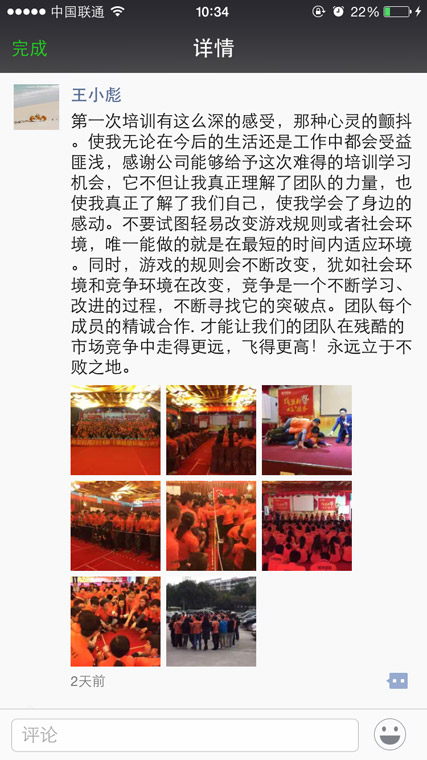 中国联通 10:34 22%
完成 详情
王小彪
第一次培训有这么深的感受，那种心灵的颤抖
。使我无论在今后的生活还是工作中都会受益
匪浅，感谢公司能够给予这次难得的培训学习
机会，它不但让我真正理解了团队的力量，也
使我真正了解了我们自己，使我学会了身边的
感动。不要试图轻易改变游戏规则或者社会环
境，唯一能做的就是在最短的时间内适应环境
。同时，游戏的规则会不断改变，犹如社会环
境和竞争环境在改变，竞争是一个不断学习、
改进的过程，不断寻找它的突破点。团队每个
成员的精诚合作.才能让我们的团队在残酷的
市场竞争中走得更远，飞得更高！永远立于不
败之地。
2天前
评论